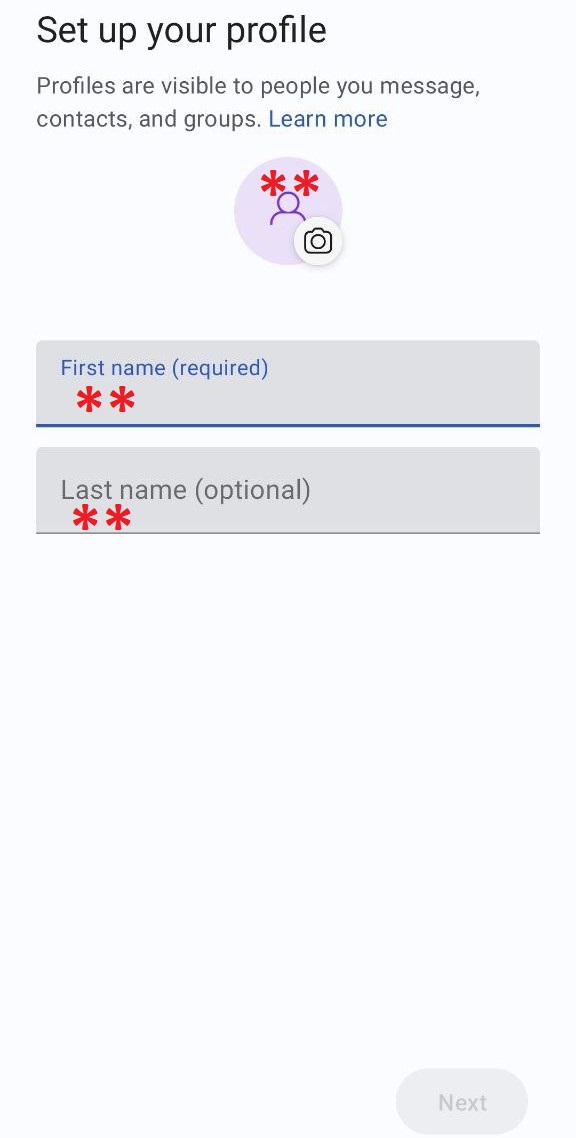 Set up your profile
Profiles are visible to people you message,
contacts, and groups. Learn more
**
First name (required)
**
Last name (optional)
**
Next